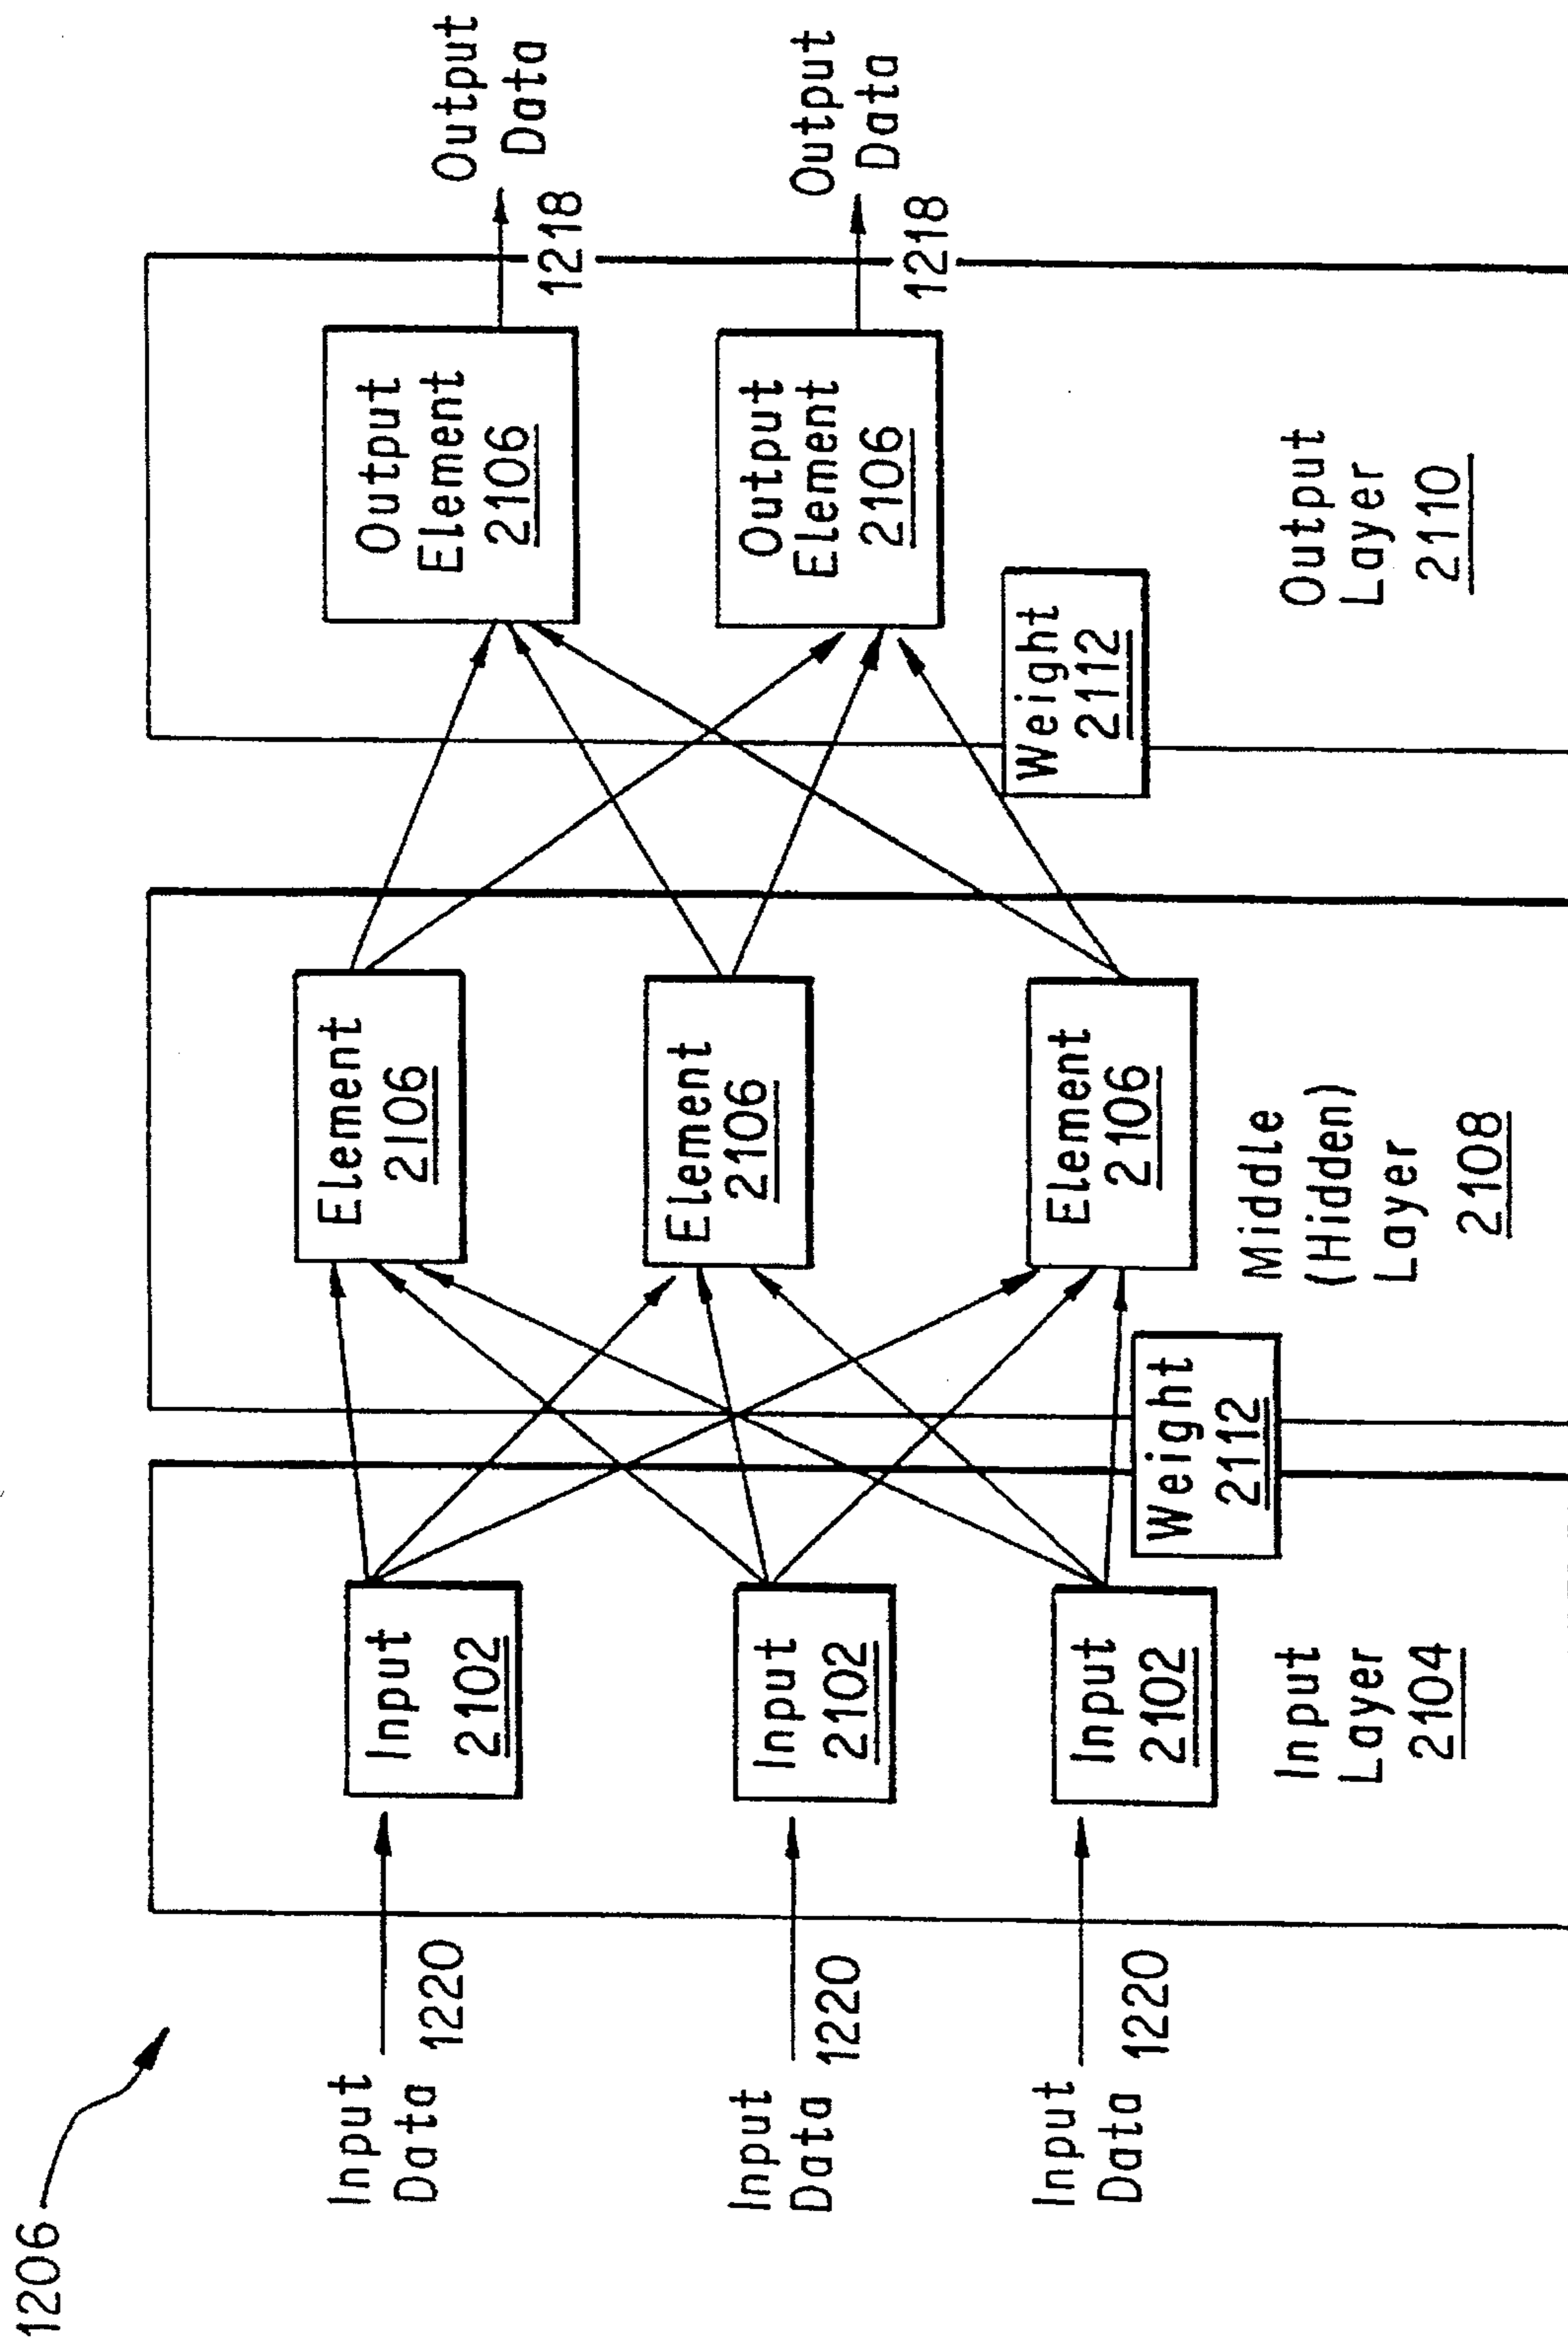 1206
Input
Data 1220
Input
Data 1220
Input
Data 1220
Input
2102
Input
2102
Input
2102
Input
Layer
2104
Weight
2112
Element
2106
Element
2106
Element
2106
Middle
(Hidden)
Layer
2108
Weight
2112
Output
Element
2106
Output
Element
2106
Output
Layer
2110
1218
Output
Data
1218
Output
Data